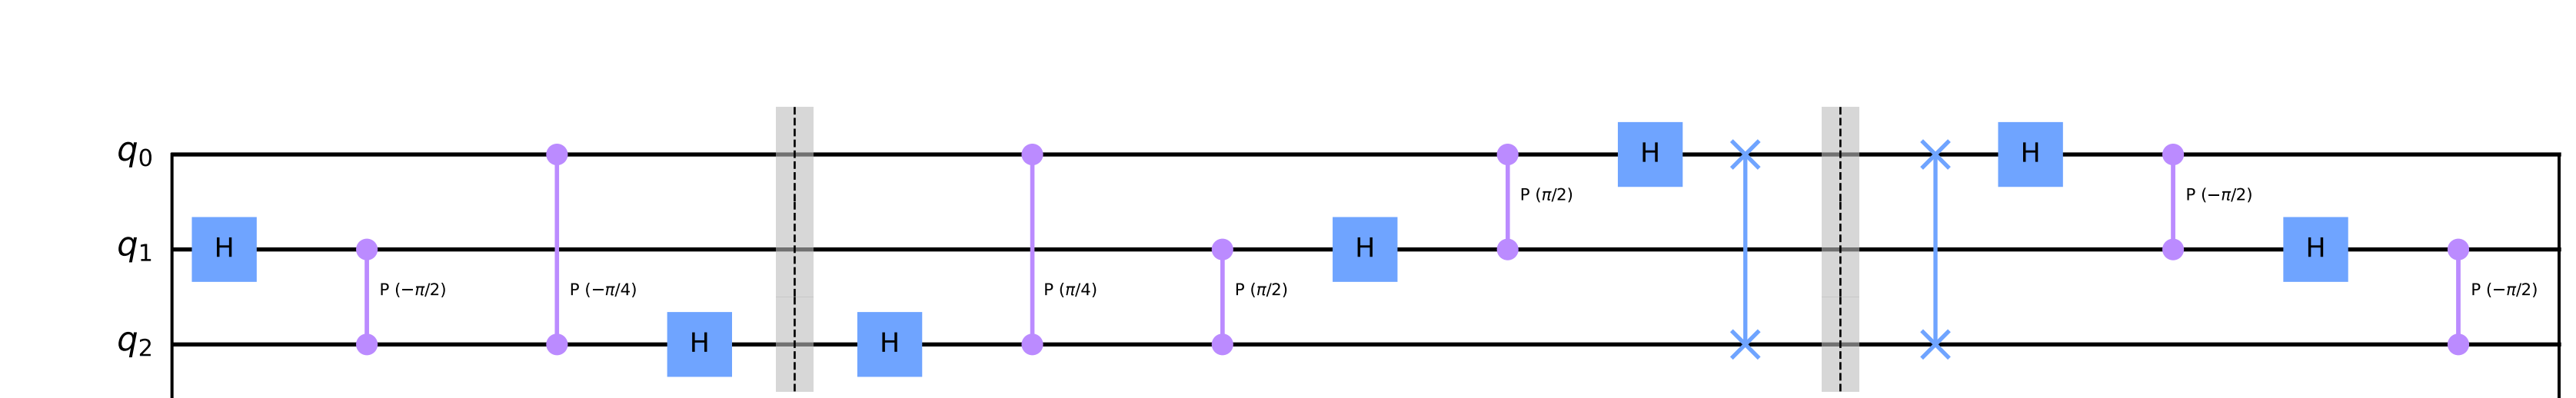 H H H
P (π/2)
P (−π/2)
q₀
H H
P (−π/2) P (−π/4) P (π/4) P (π/2) P (−π/2)
q₁
H H
q₂